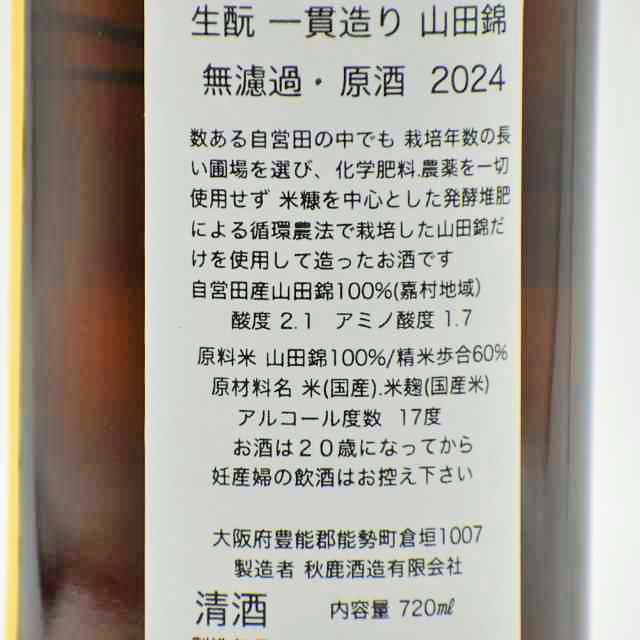 生酛 一貫造り 山田錦
無濾過・原酒 2024
数ある自営田の中でも 栽培年数の長
い圃場を選び、化学肥料.農薬を一切
使用せず 米糠を中心とした発酵堆肥
による循環農法で栽培した山田錦だ
けを使用して造ったお酒です
自営田産山田錦100%(嘉村地域)
酸度 2.1 アミノ酸度 1.7
原料米 山田錦100%/精米歩合60%
原材料名 米(国産).米麹(国産米)
アルコール度数 17度
お酒は20歳になってから
妊産婦の飲酒はお控え下さい
大阪府豊能郡能勢町倉垣1007
製造者 秋鹿酒造有限会社
清酒 内容量 720㎖